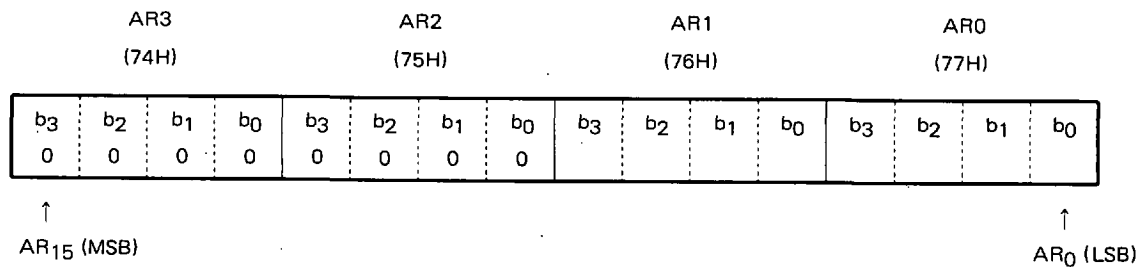 AR3 AR2 AR1 AR0
(74H) (75H) (76H) (77H)
b3 b2 b1 b0 b3 b2 b1 b0 b3 b2 b1 b0 b3 b2 b1 b0
0 0 0 0 0 0 0 0
↑ ↑
AR15 (MSB) AR0 (LSB)